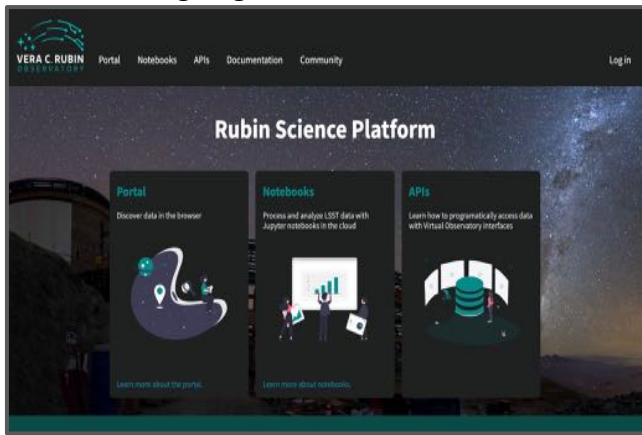 VERA C. RUBIN
OBSERVATORY
Portal Notebooks APIs Documentation Community Log in
Rubin Science Platform
Portal
Discover data in the browser
Notebooks
Process and analyze LSST data with
Jupyter notebooks in the cloud
APIs
Learn how to programatically access data
with Virtual Observatory interfaces
Learn more about the portal.
Learn more about notebooks.